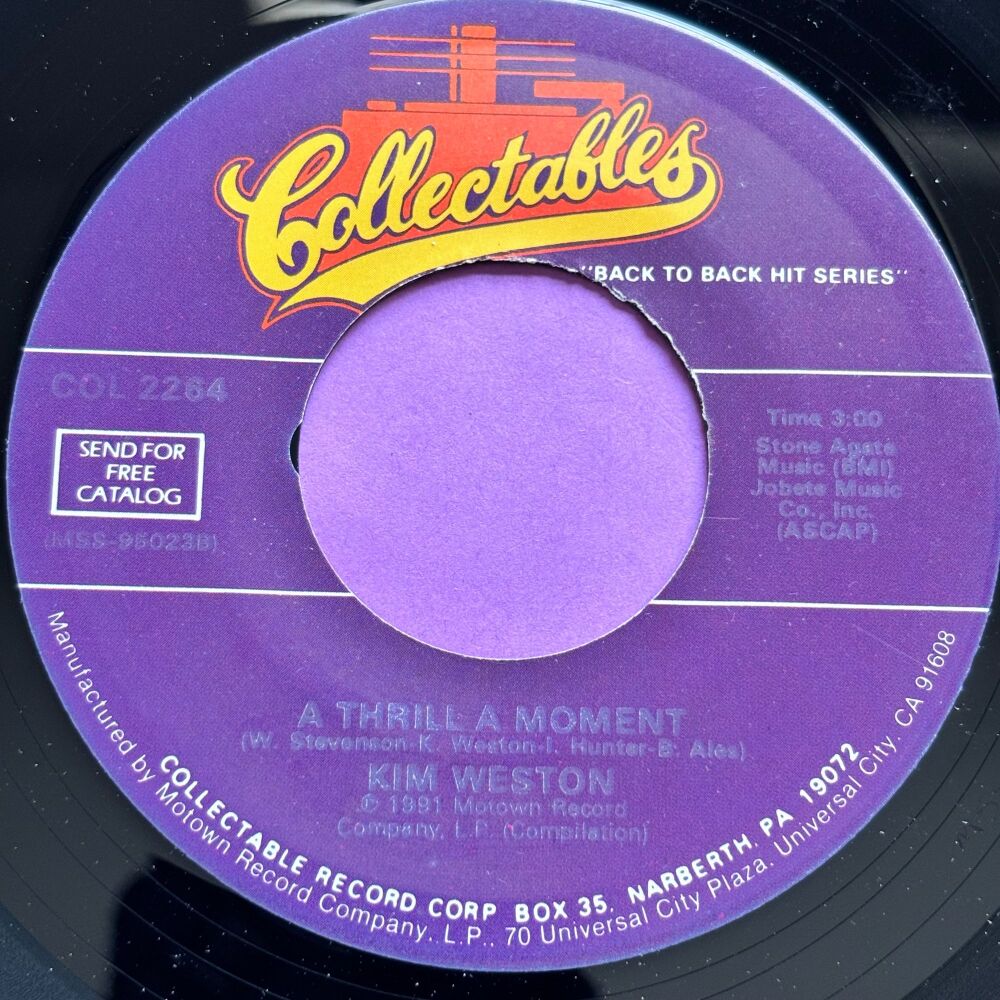 Collectables
"BACK TO BACK HIT SERIES"
COL 2264
SEND FOR
FREE
CATALOG
(MSS-95023B)
Time 3:00
Stone Agate
Music (BMI)
Jobete Music
Co., Inc.
(ASCAP)
A THRILL A MOMENT
(W. Stevenson-K. Weston-I. Hunter-B. Ales)
KIM WESTON
℗ 1991 Motown Record
Company, L.P. (Compilation)
COLLECTABLE RECORD CORP BOX 35, NARBERTH, PA 19072
Manufactured by Motown Record Company, L.P., 70 Universal City Plaza, Universal City, CA 91608